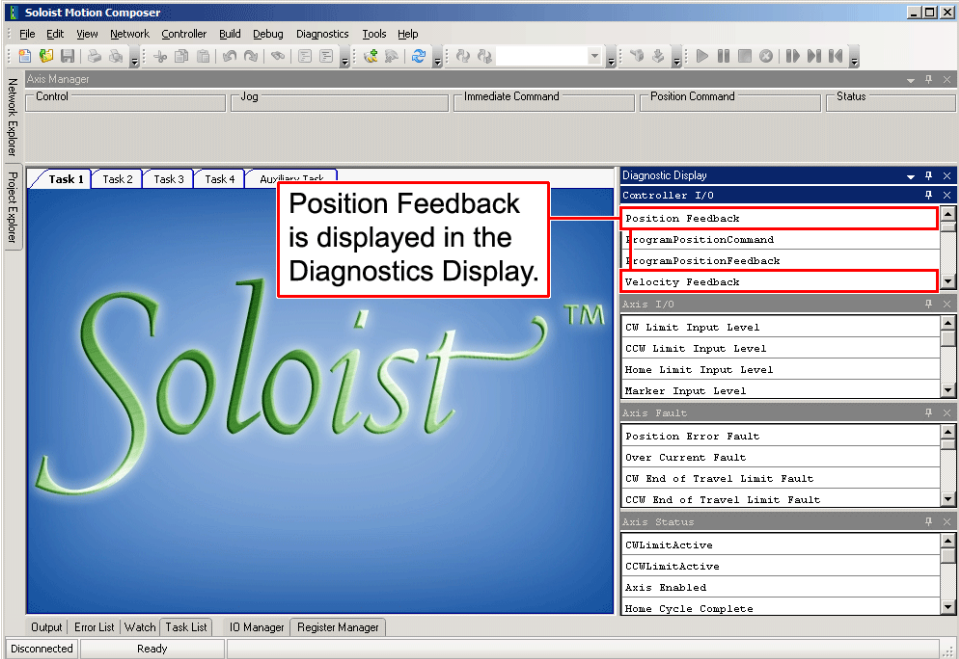 Soloist Motion Composer
File Edit View Network Controller Build Debug Diagnostics Tools Help
Axis Manager
Control
Jog
Immediate Command
Position Command
Status
Network Explorer
Project Explorer
Task 1
Task 2
Task 3
Task 4
Auxiliary Task
Position Feedback
is displayed in the
Diagnostics Display.
Soloist™
Diagnostic Display
Controller I/O
Position Feedback
ProgramPositionCommand
ProgramPositionFeedback
Velocity Feedback
Axis I/O
CW Limit Input Level
CCW Limit Input Level
Home Limit Input Level
Marker Input Level
Axis Fault
Position Error Fault
Over Current Fault
CW End of Travel Limit Fault
CCW End of Travel Limit Fault
Axis Status
CWLimitActive
CCWLimitActive
Axis Enabled
Home Cycle Complete
Output
Error List
Watch
Task List
IO Manager
Register Manager
Disconnected
Ready